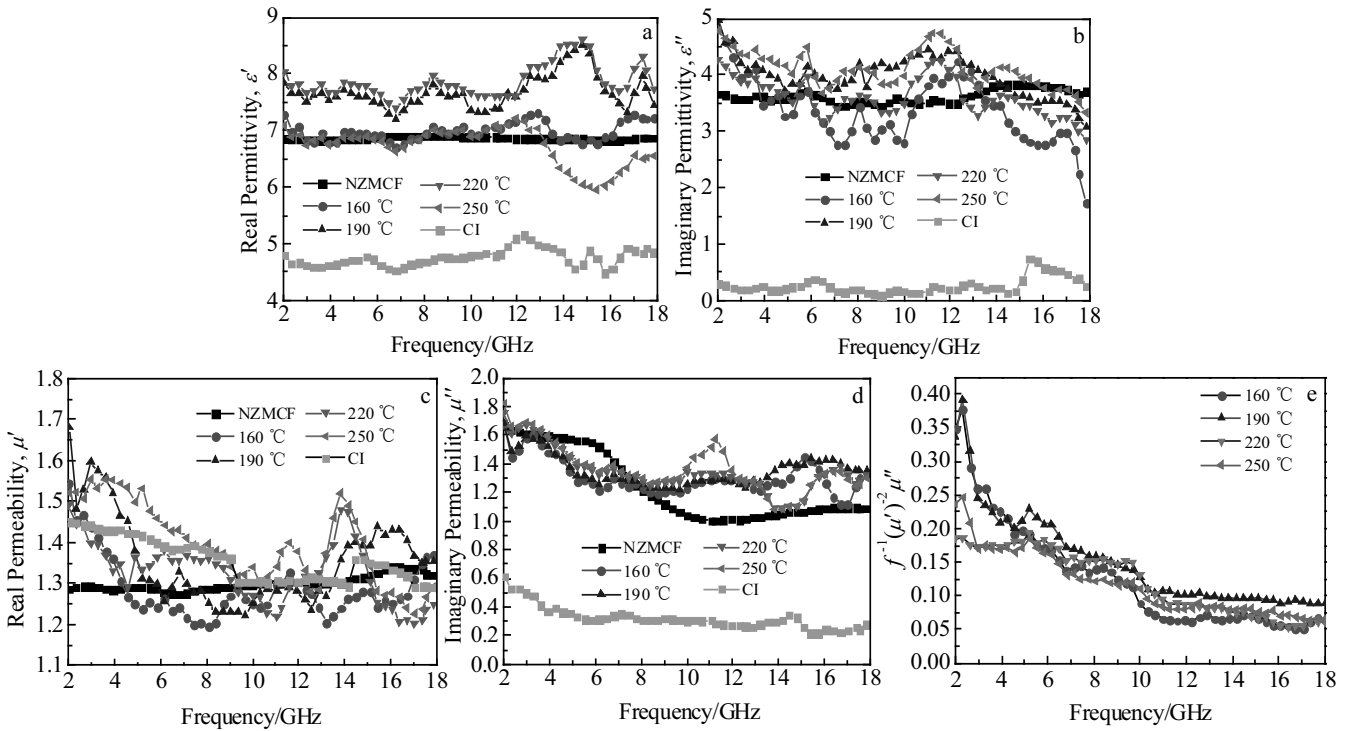 a
Real Permittivity, ε′
9
8
7
6
5
4
NZMCF
160 ℃
190 ℃
220 ℃
250 ℃
CI
2 4 6 8 10 12 14 16 18
Frequency/GHz
b
Imaginary Permittivity, ε″
5
4
3
2
1
0
NZMCF
160 ℃
190 ℃
220 ℃
250 ℃
CI
2 4 6 8 10 12 14 16 18
Frequency/GHz
c
Real Permeability, μ′
1.8
1.7
1.6
1.5
1.4
1.3
1.2
1.1
NZMCF
160 ℃
190 ℃
220 ℃
250 ℃
CI
2 4 6 8 10 12 14 16 18
Frequency/GHz
d
Imaginary Permeability, μ″
2.0
1.8
1.6
1.4
1.2
1.0
0.8
0.6
0.4
0.2
0.0
NZMCF
160 ℃
190 ℃
220 ℃
250 ℃
CI
2 4 6 8 10 12 14 16 18
Frequency/GHz
e
f⁻¹(μ′)⁻²μ″
0.40
0.35
0.30
0.25
0.20
0.15
0.10
0.05
0.00
160 ℃
190 ℃
220 ℃
250 ℃
2 4 6 8 10 12 14 16 18
Frequency/GHz